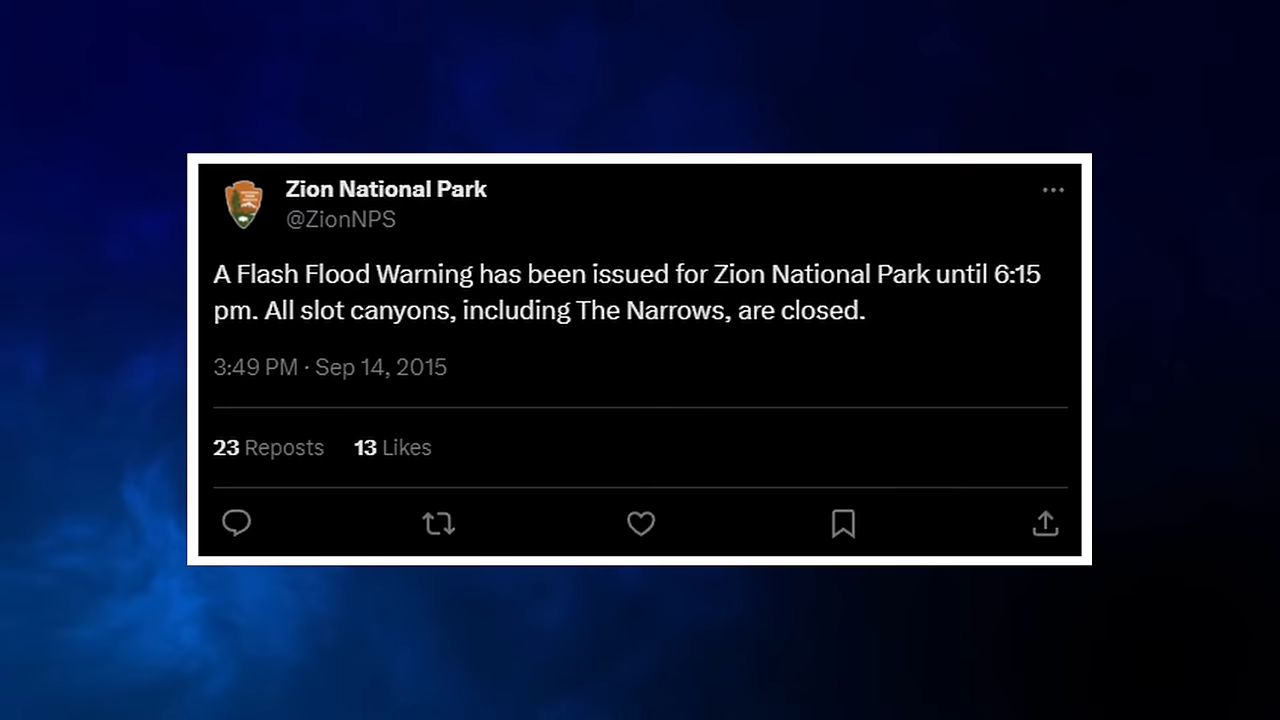 Zion National Park
@ZionNPS
A Flash Flood Warning has been issued for Zion National Park until 6:15
pm. All slot canyons, including The Narrows, are closed.
3:49 PM · Sep 14, 2015
23 Reposts 13 Likes